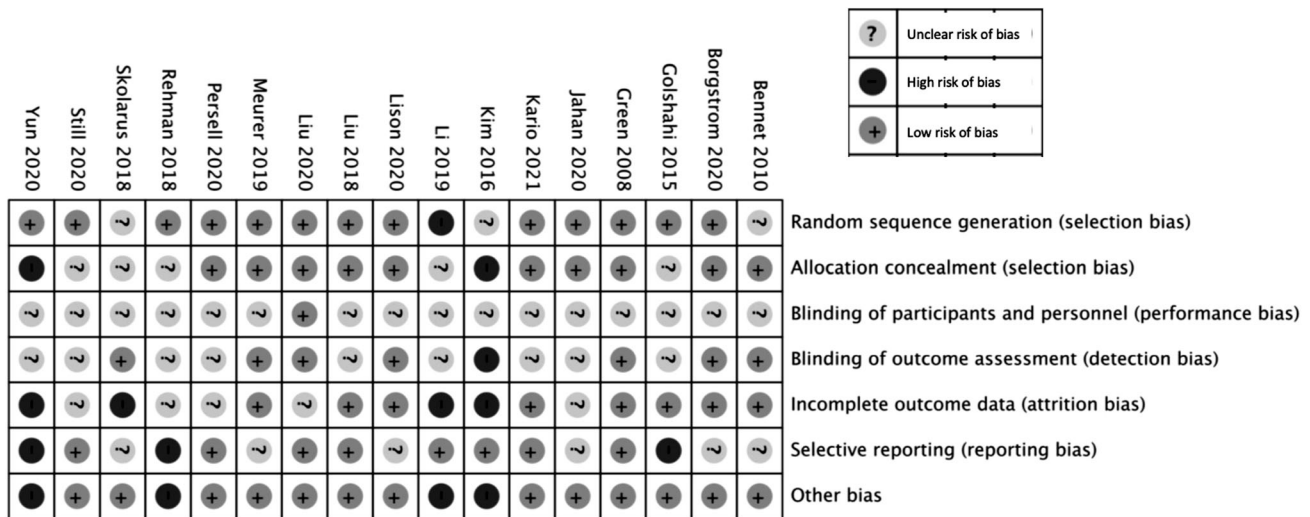 ? Unclear risk of bias
- High risk of bias
+ Low risk of bias
Yun 2020
Still 2020
Skolarus 2018
Rehman 2018
Persell 2020
Meurer 2019
Liu 2020
Liu 2018
Lison 2020
Li 2019
Kim 2016
Kario 2021
Jahan 2020
Green 2008
Golshahi 2015
Borgstrom 2020
Bennet 2010
+ + ? + + + + + + - ? + + + + + ? Random sequence generation (selection bias)
- ? ? ? + + + + + ? - + + + ? + + Allocation concealment (selection bias)
? ? ? ? ? ? + ? ? ? ? ? ? ? ? ? ? Blinding of participants and personnel (performance bias)
? ? + ? ? + + ? + ? - ? ? + ? + + Blinding of outcome assessment (detection bias)
- ? - ? ? + ? + + - - + ? + + + + Incomplete outcome data (attrition bias)
- + ? - + ? + + ? + + + ? + - ? ? Selective reporting (reporting bias)
- + + - + + + + + - - + + + + + + Other bias